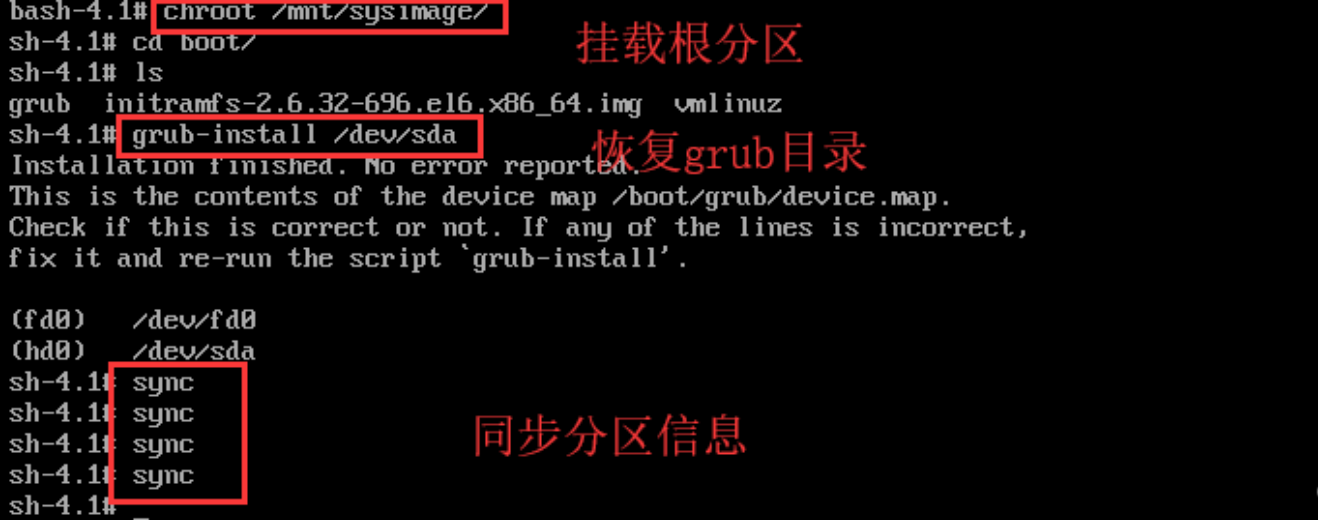 bash-4.1# chroot /mnt/sysimage/
sh-4.1# cd boot/
挂载根分区
sh-4.1# ls
grub  initramfs-2.6.32-696.el6.x86_64.img  vmlinuz
sh-4.1# grub-install /dev/sda
恢复grub目录
Installation finished. No error reported.
This is the contents of the device map /boot/grub/device.map.
Check if this is correct or not. If any of the lines is incorrect,
fix it and re-run the script `grub-install'.
(fd0)   /dev/fd0
(hd0)   /dev/sda
sh-4.1# sync
sh-4.1# sync
同步分区信息
sh-4.1# sync
sh-4.1# sync
sh-4.1#